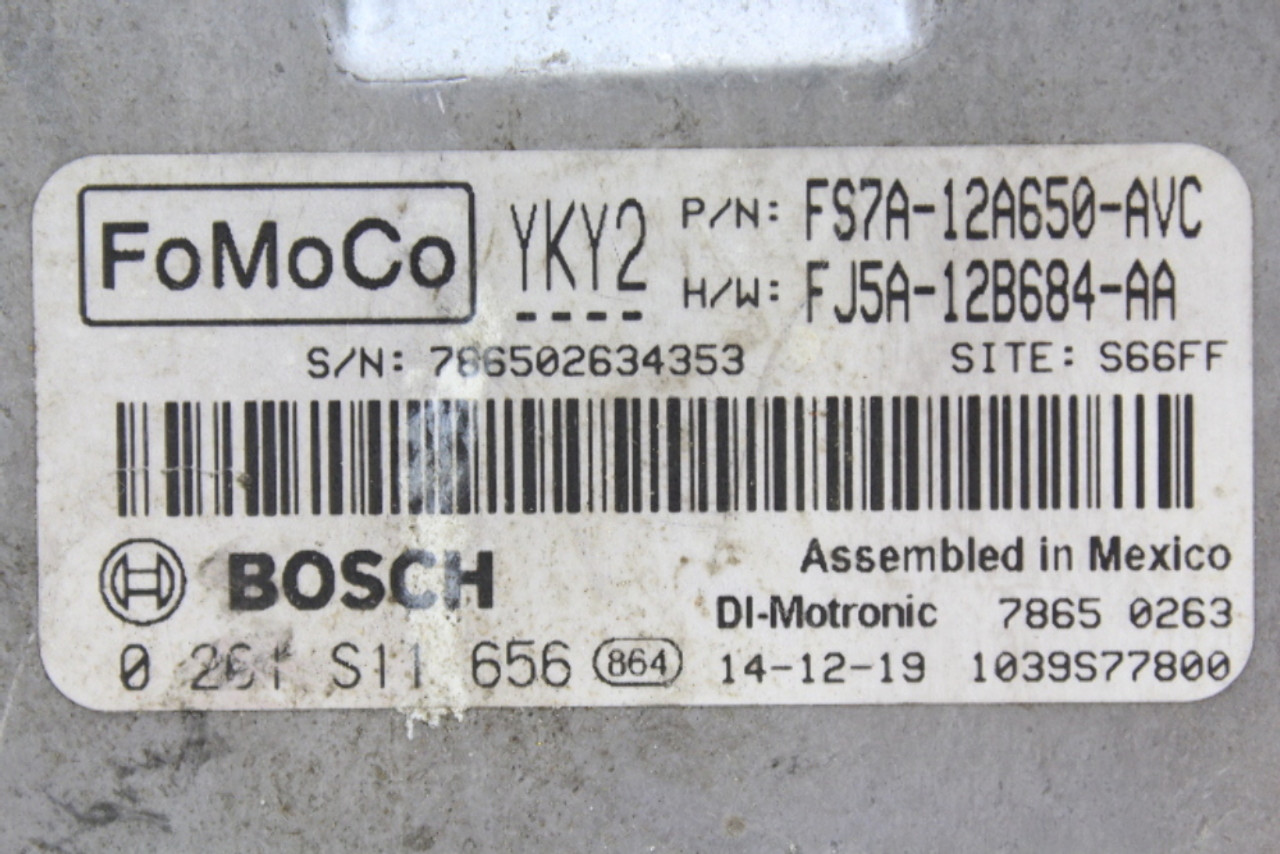 FoMoCo YKY2 P/N: FS7A-12A650-AVC
H/W: FJ5A-12B684-AA
S/N: 786502634353 SITE: S66FF
BOSCH Assembled in Mexico
DI-Motronic 7865 0263
0 261 S11 656 864 14-12-19 1039S77800